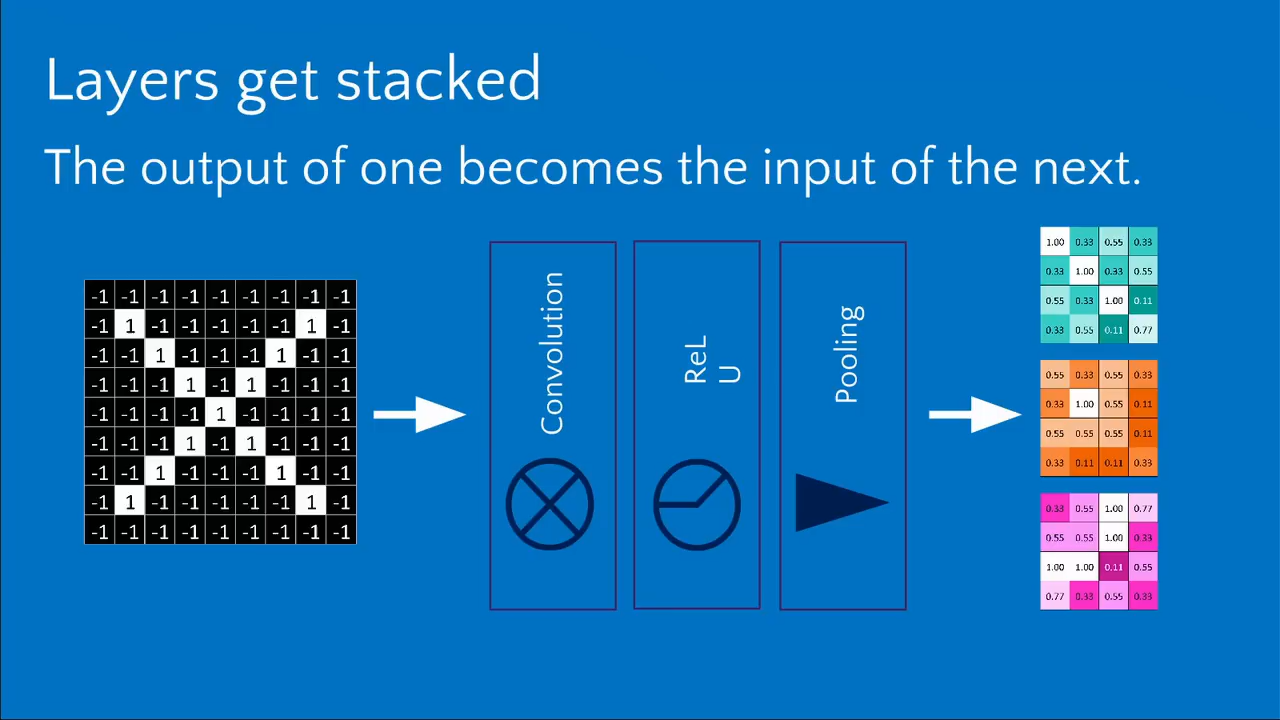 Layers get stacked
The output of one becomes the input of the next.
-1 -1 -1 -1 -1 -1 -1 -1 -1
-1 1 -1 -1 -1 -1 -1 1 -1
-1 -1 1 -1 -1 -1 1 -1 -1
-1 -1 -1 1 -1 1 -1 -1 -1
-1 -1 -1 -1 1 -1 -1 -1 -1
-1 -1 -1 1 -1 1 -1 -1 -1
-1 -1 1 -1 -1 -1 1 -1 -1
-1 1 -1 -1 -1 -1 -1 1 -1
-1 -1 -1 -1 -1 -1 -1 -1 -1
Convolution
ReL
U
Pooling
1.00 0.33 0.55 0.33
0.33 1.00 0.33 0.55
0.55 0.33 1.00 0.11
0.33 0.55 0.11 0.77
0.55 0.33 0.55 0.33
0.33 1.00 0.55 0.11
0.55 0.55 0.55 0.11
0.33 0.11 0.11 0.33
0.33 0.55 1.00 0.77
0.55 0.55 1.00 0.33
1.00 1.00 0.11 0.55
0.77 0.33 0.55 0.33